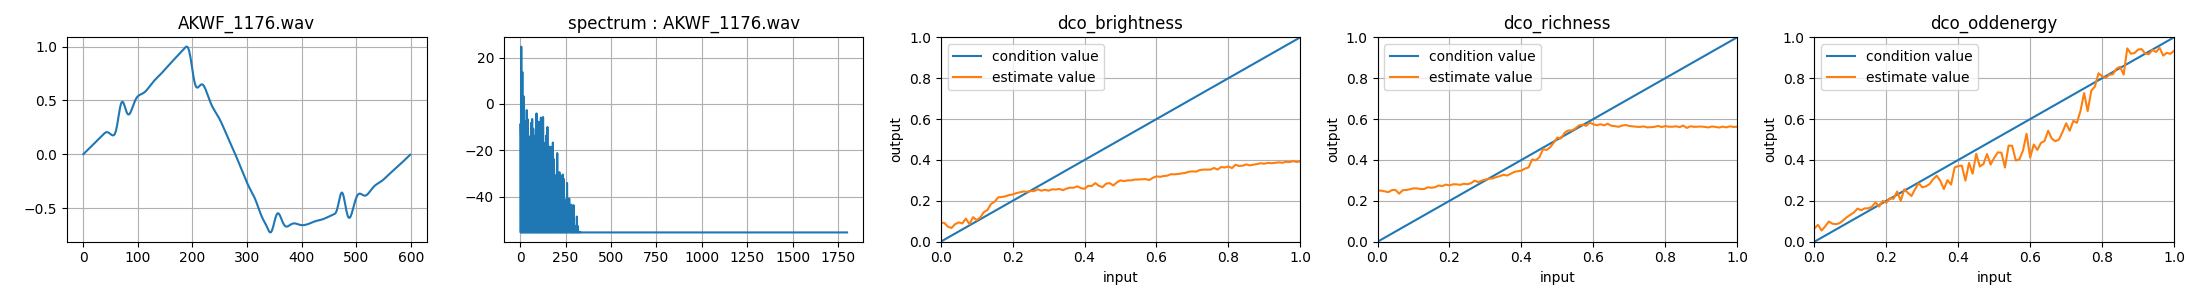 AKWF_1176.wav
1.0
0.5
0.0
−0.5
0 100 200 300 400 500 600
spectrum : AKWF_1176.wav
20
0
−20
−40
0 250 500 750 1000 1250 1500 1750
dco_brightness
condition value
estimate value
output
1.0
0.8
0.6
0.4
0.2
0.0
0.0 0.2 0.4 0.6 0.8 1.0
input
dco_richness
condition value
estimate value
output
1.0
0.8
0.6
0.4
0.2
0.0
0.0 0.2 0.4 0.6 0.8 1.0
input
dco_oddenergy
condition value
estimate value
output
1.0
0.8
0.6
0.4
0.2
0.0
0.0 0.2 0.4 0.6 0.8 1.0
input